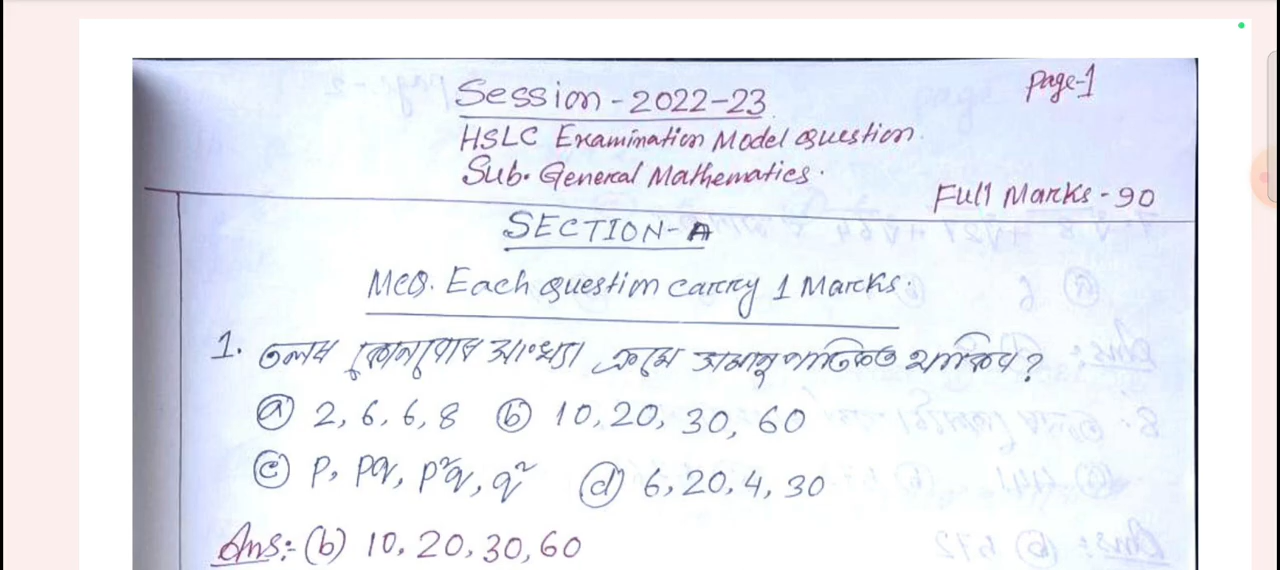 Page-1
Session - 2022-23
HSLC Examination Model Question.
Sub. General Mathematics.
Full Marks - 90
SECTION-A
MCQ. Each question carry 1 Marks.
1. তলৰ কোনবোৰ সংখ্যা ক্ৰমে সমানুপাতিকত থাকিব?
(a) 2, 6, 6, 8 (b) 10, 20, 30, 60
(c) P, Pq, P²q, q² (d) 6, 20, 4, 30
Ans:- (b) 10, 20, 30, 60